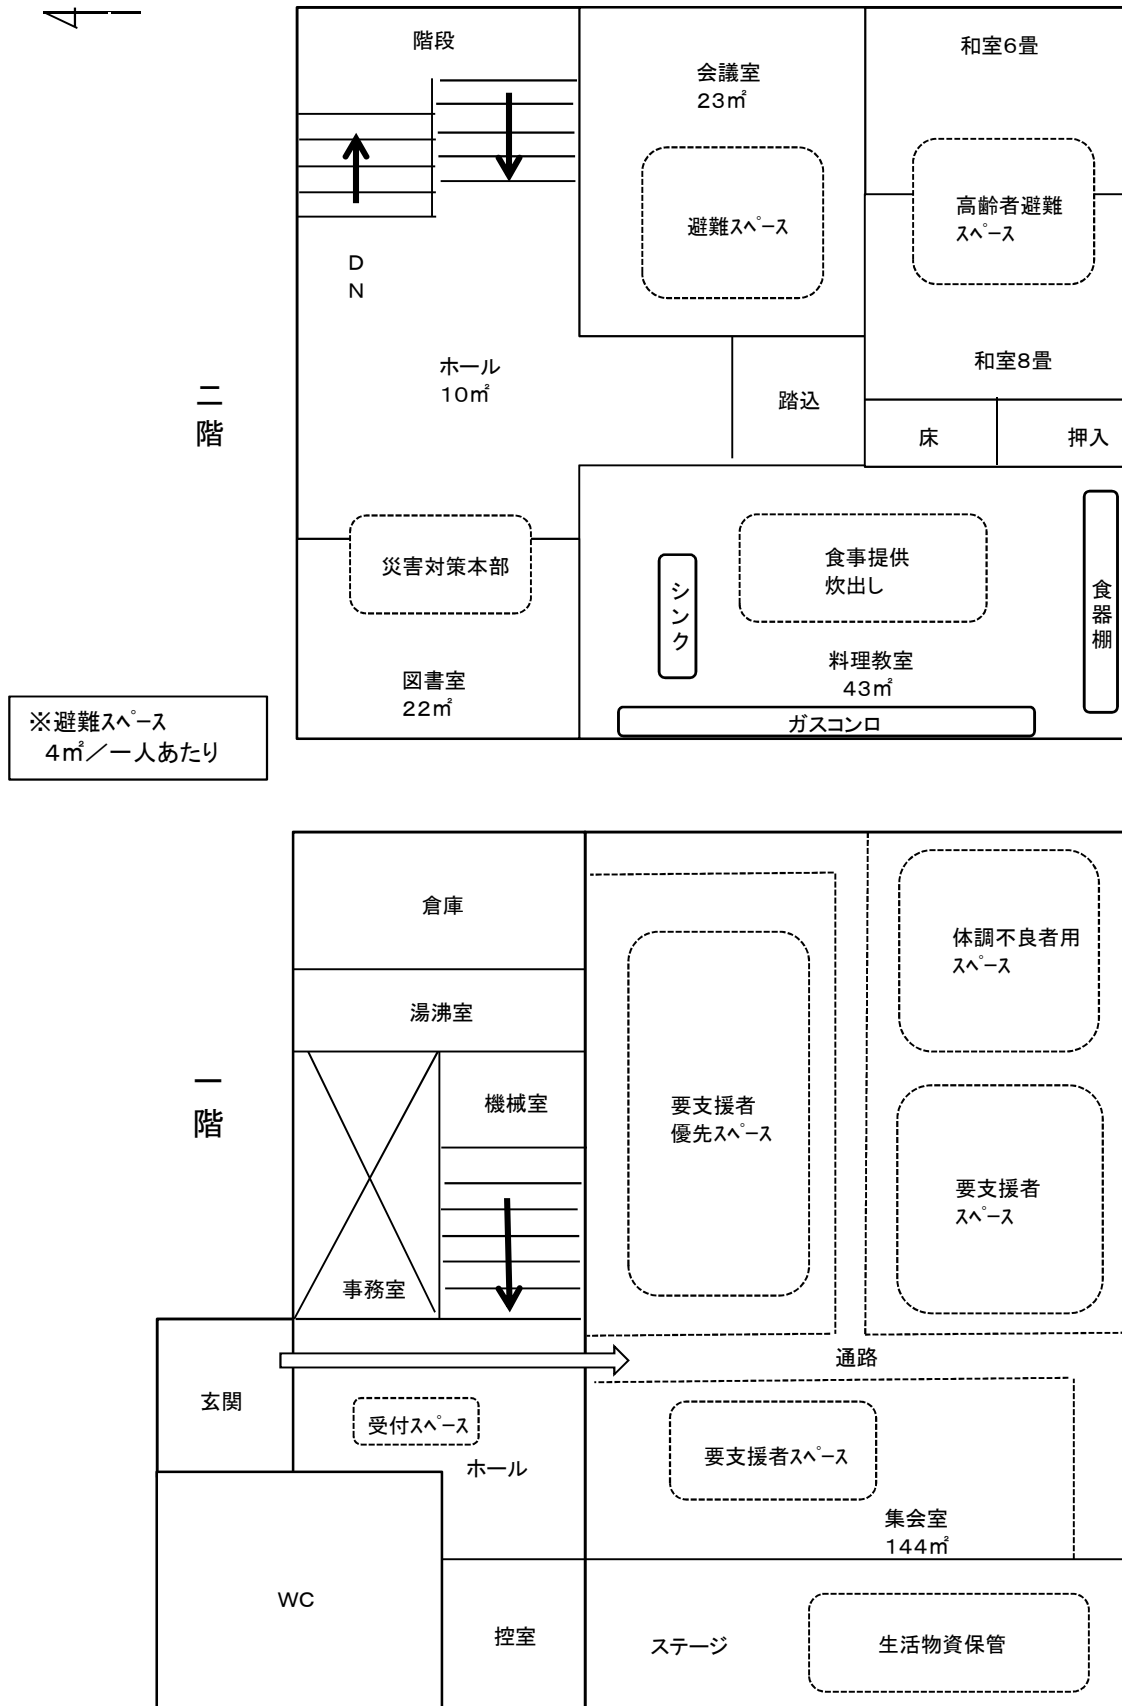 階段
会議室
23㎡
和室6畳
避難スペース
高齢者避難
スペース
D
N
ホール
10㎡
踏込
和室8畳
床
押入
二
階
災害対策本部
シンク
食事提供
炊出し
食器棚
図書室
22㎡
料理教室
43㎡
ガスコンロ
※避難スペース
4㎡/一人あたり
倉庫
体調不良者用
スペース
湯沸室
一
階
機械室
要支援者
優先スペース
要支援者
スペース
事務室
通路
玄関
受付スペース
ホール
要支援者スペース
集会室
144㎡
WC
控室
ステージ
生活物資保管